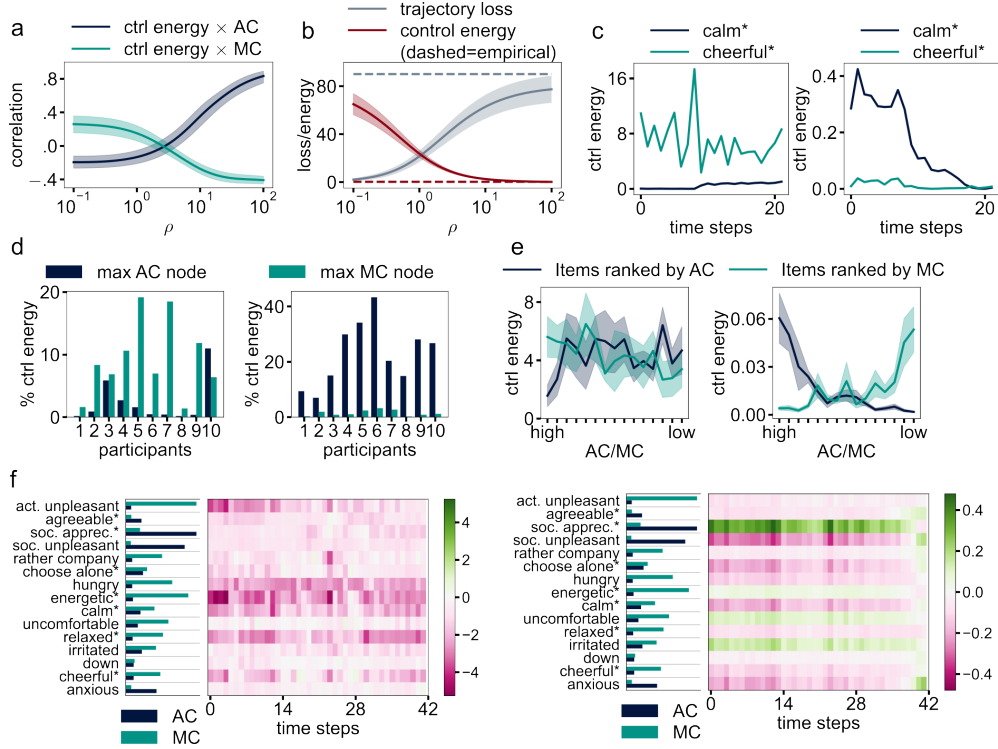 a
ctrl energy × AC
ctrl energy × MC
correlation
.8
.4
.0
−.4
10⁻¹ 10⁰ 10¹ 10²
ρ
b
trajectory loss
control energy
(dashed=empirical)
loss/energy
80
40
0
10⁻¹ 10⁰ 10¹ 10²
ρ
c
calm*
cheerful*
ctrl energy
16
8
0
0 10 20
time steps
calm*
cheerful*
ctrl energy
0.4
0.2
0.0
0 10 20
time steps
d
max AC node
% ctrl energy
20
10
0
1 2 3 4 5 6 7 8 9 10
participants
max MC node
% ctrl energy
40
20
0
1 2 3 4 5 6 7 8 9 10
participants
e
Items ranked by AC
Items ranked by MC
ctrl energy
8
4
0
high low
AC/MC
ctrl energy
0.06
0.03
0.00
high low
AC/MC
f
act. unpleasant
agreeable*
soc. apprec.*
soc. unpleasant
rather company
choose alone*
hungry
energetic*
calm*
uncomfortable
relaxed*
irritated
down
cheerful*
anxious
AC
MC
0 14 28 42
time steps
4
2
0
−2
−4
act. unpleasant
agreeable*
soc. apprec.*
soc. unpleasant
rather company
choose alone*
hungry
energetic*
calm*
uncomfortable
relaxed*
irritated
down
cheerful*
anxious
AC
MC
0 14 28 42
time steps
0.4
0.2
0.0
−0.2
−0.4